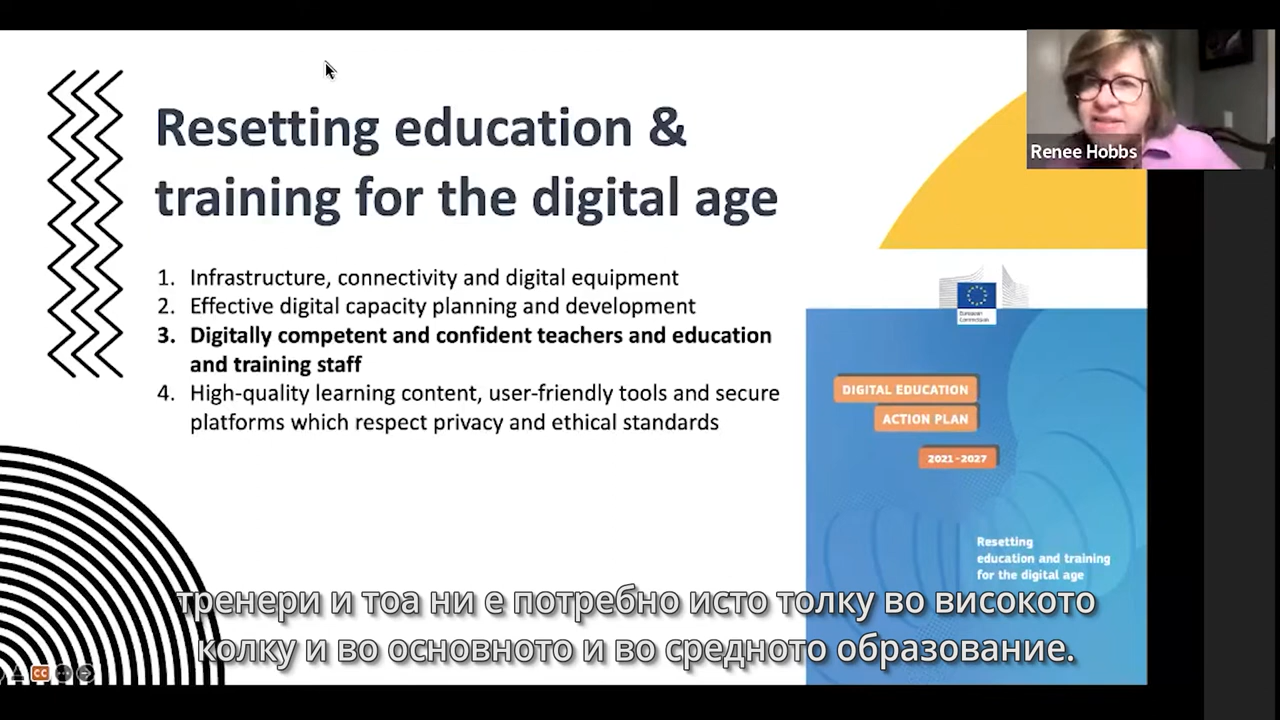 Resetting education &
training for the digital age
1. Infrastructure, connectivity and digital equipment
2. Effective digital capacity planning and development
3. Digitally competent and confident teachers and education
and training staff
4. High-quality learning content, user-friendly tools and secure
platforms which respect privacy and ethical standards
Renee Hobbs
European
Commission
DIGITAL EDUCATION
ACTION PLAN
2021-2027
Resetting
education and training
for the digital age
тренери и тоа ни е потребно исто толку во високото
колку и во основното и во средното образование.
CC